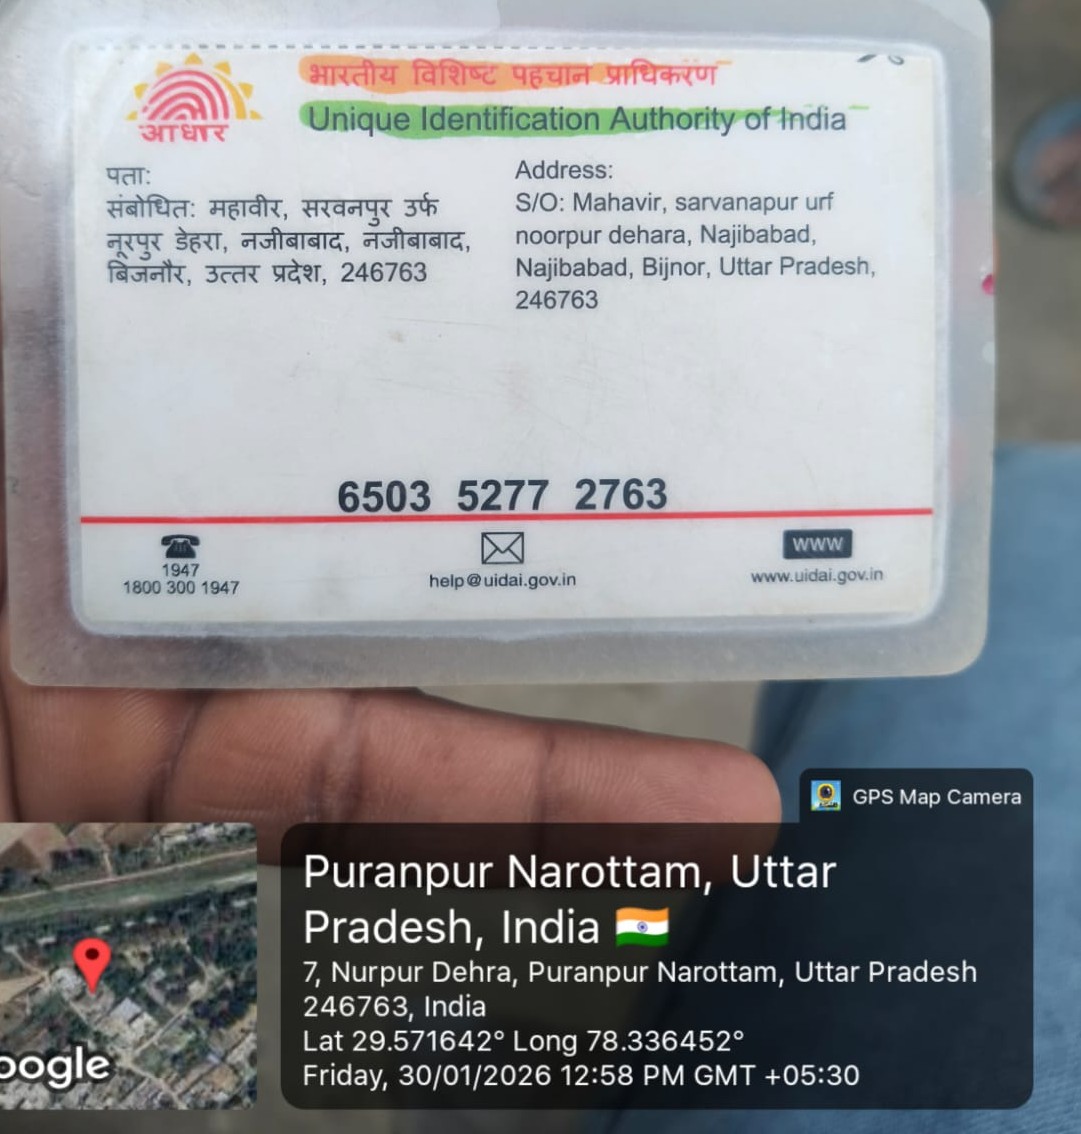 आधार
भारतीय विशिष्ट पहचान प्राधिकरण
Unique Identification Authority of India
पता:
संबोधित: महावीर, सरवनपुर उर्फ
नूरपुर डेहरा, नजीबाबाद, नजीबाबाद,
बिजनौर, उत्तर प्रदेश, 246763
Address:
S/O: Mahavir, sarvanapur urf
noorpur dehara, Najibabad,
Najibabad, Bijnor, Uttar Pradesh,
246763
6503 5277 2763
1947
1800 300 1947
help@uidai.gov.in
www
www.uidai.gov.in
GPS Map Camera
Puranpur Narottam, Uttar
Pradesh, India
7, Nurpur Dehra, Puranpur Narottam, Uttar Pradesh
246763, India
Lat 29.571642° Long 78.336452°
Friday, 30/01/2026 12:58 PM GMT +05:30
oogle